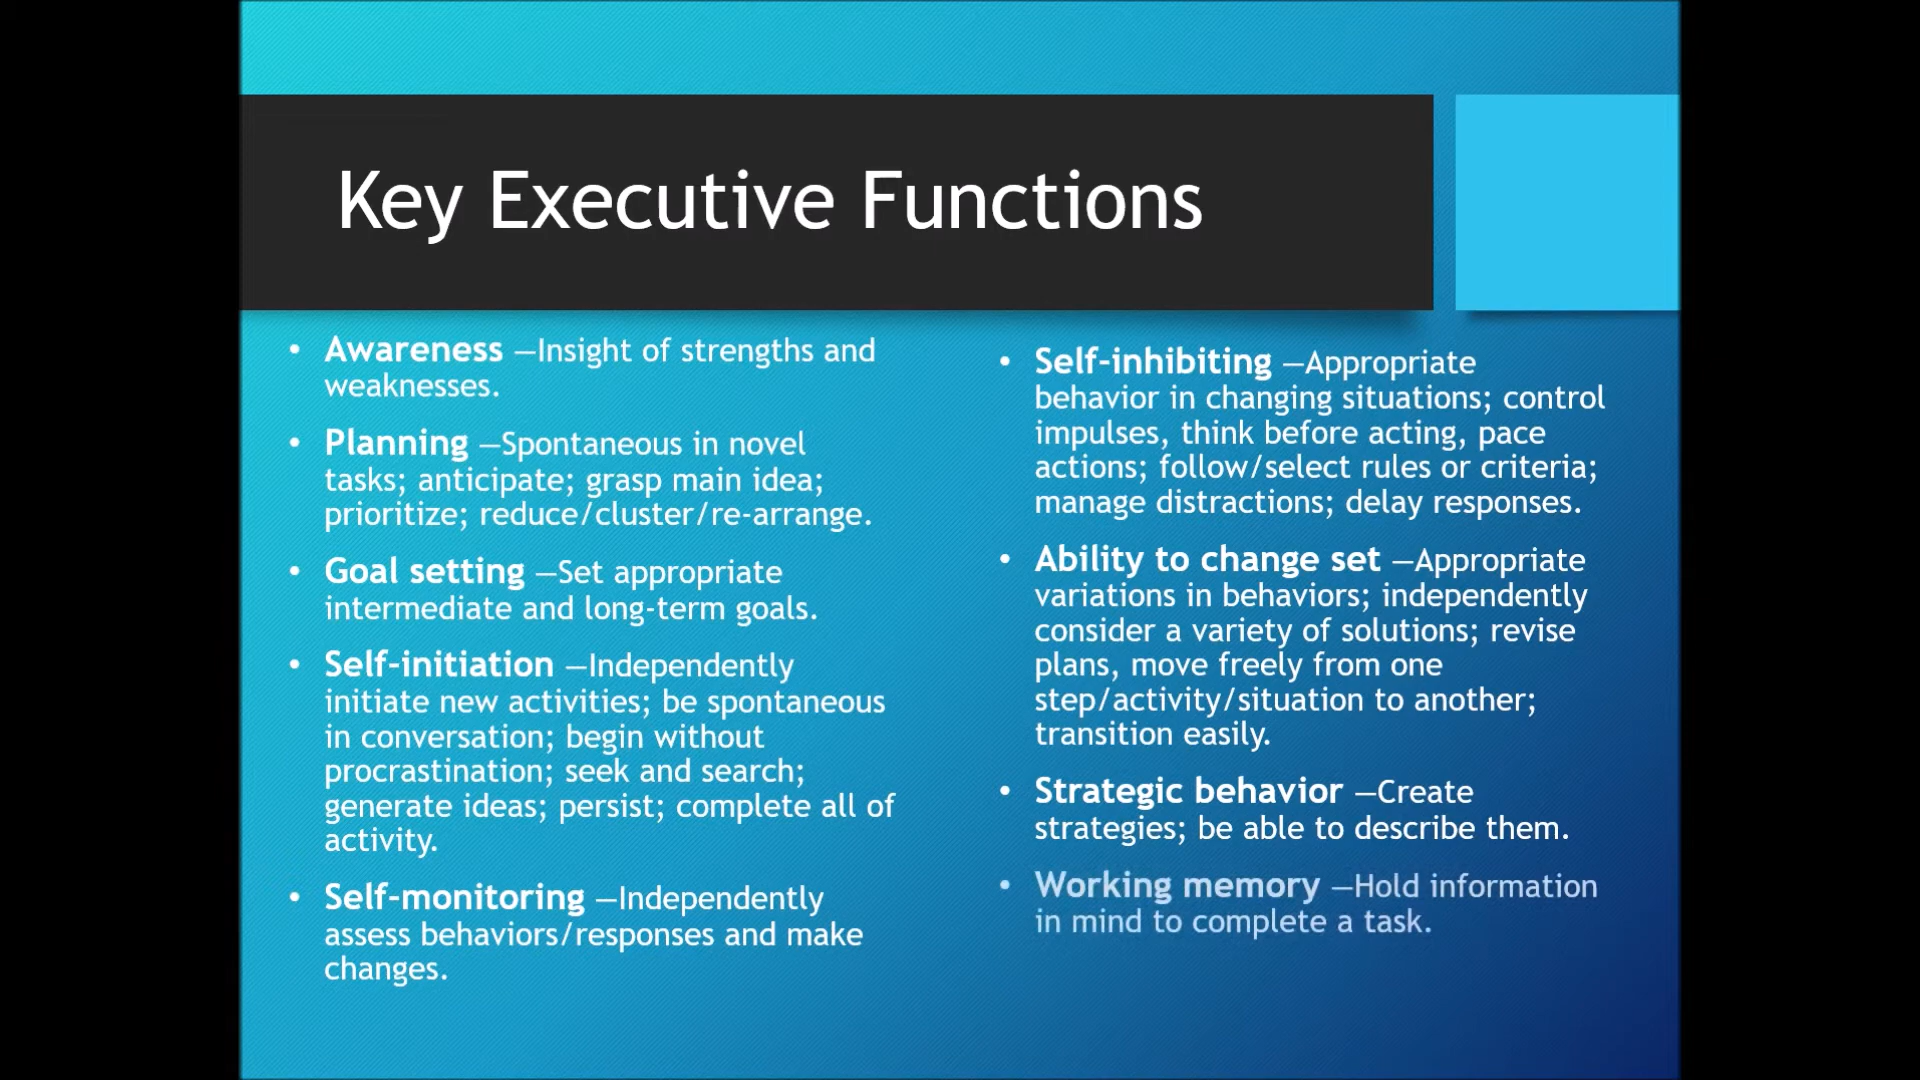 Key Executive Functions
• Awareness —Insight of strengths and
weaknesses.
• Planning —Spontaneous in novel
tasks; anticipate; grasp main idea;
prioritize; reduce/cluster/re-arrange.
• Goal setting —Set appropriate
intermediate and long-term goals.
• Self-initiation —Independently
initiate new activities; be spontaneous
in conversation; begin without
procrastination; seek and search;
generate ideas; persist; complete all of
activity.
• Self-monitoring —Independently
assess behaviors/responses and make
changes.
• Self-inhibiting —Appropriate
behavior in changing situations; control
impulses, think before acting, pace
actions; follow/select rules or criteria;
manage distractions; delay responses.
• Ability to change set —Appropriate
variations in behaviors; independently
consider a variety of solutions; revise
plans, move freely from one
step/activity/situation to another;
transition easily.
• Strategic behavior —Create
strategies; be able to describe them.
• Working memory —Hold information
in mind to complete a task.